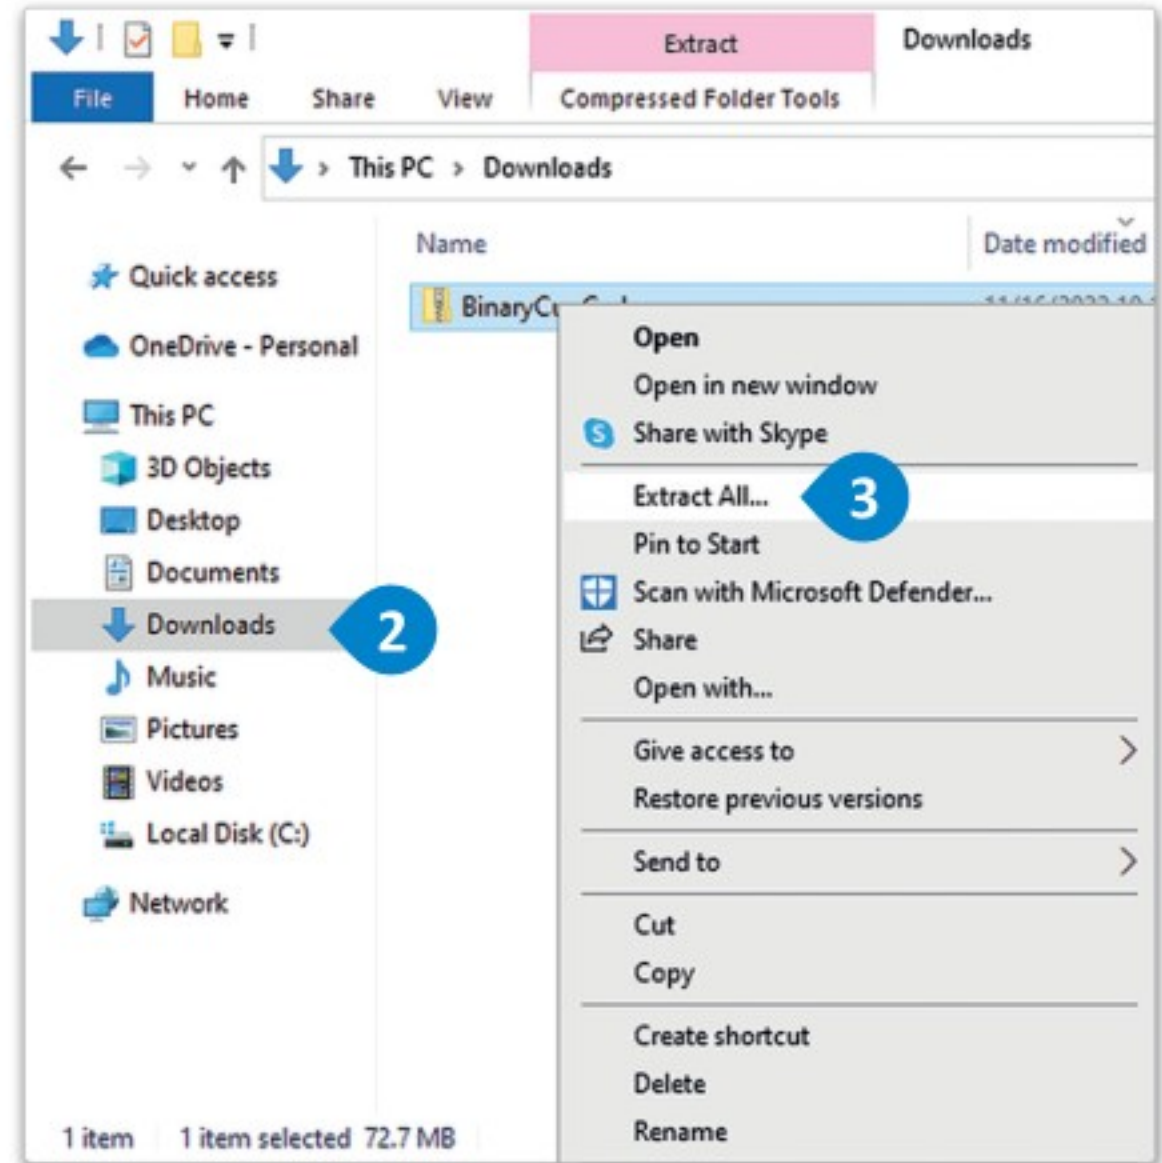 Extract
Downloads
File Home Share View Compressed Folder Tools
This PC > Downloads
Name Date modified
Quick access
OneDrive - Personal
This PC
3D Objects
Desktop
Documents
Downloads 2
Music
Pictures
Videos
Local Disk (C:)
Network
Open
Open in new window
Share with Skype
Extract All... 3
Pin to Start
Scan with Microsoft Defender...
Share
Open with...
Give access to
Restore previous versions
Send to
Cut
Copy
Create shortcut
Delete
Rename
1 item 1 item selected 72.7 MB